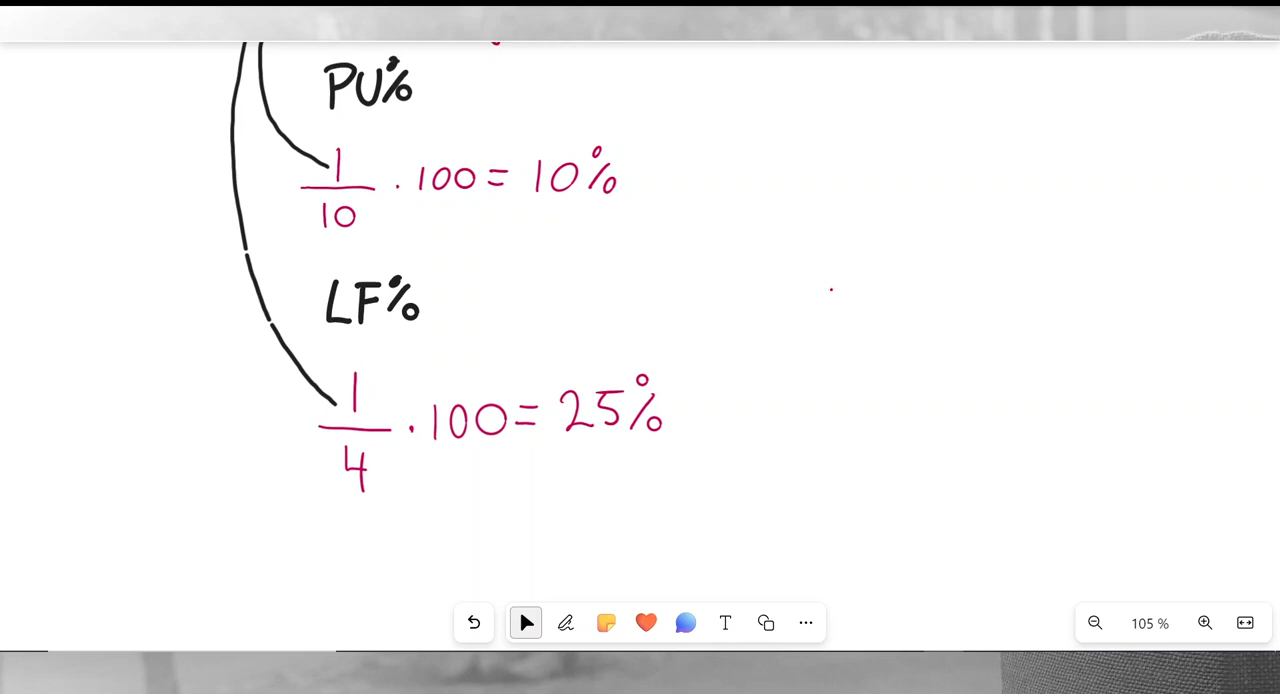 PU%
1/10 · 100 = 10%
LF%
1/4 · 100 = 25%
T
105 %